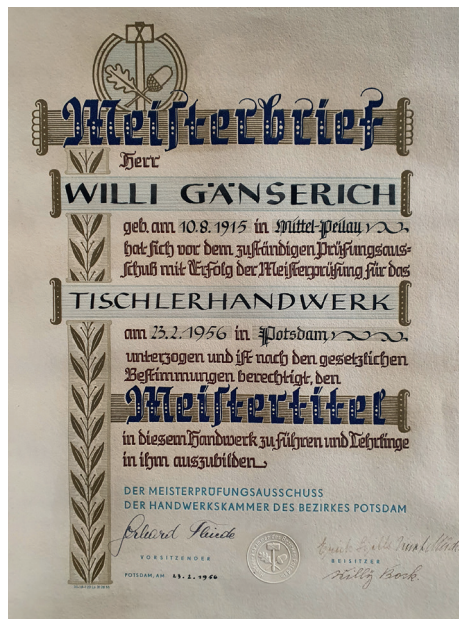 Meiſterbrief
Herr
WILLI GÄNSERICH
geb. am 10.8.1915 in Mittel-Peilau
hat ſich vor dem zuſtändigen Prüfungsaus=
ſchuß mit Erfolg der Meiſterprüfung für das
TISCHLERHANDWERK
am 23.2.1956 in Potsdam
unterzogen und iſt nach den geſetzlichen
Beſtimmungen berechtigt, den
Meiſtertitel
in dieſem Handwerk zu führen und Lehrlinge
in ihm auszubilden
DER MEISTERPRÜFUNGSAUSSCHUSS
DER HANDWERKSKAMMER DES BEZIRKES POTSDAM
VORSITZENDER
BEISITZER
POTSDAM, AM 23.2.1956